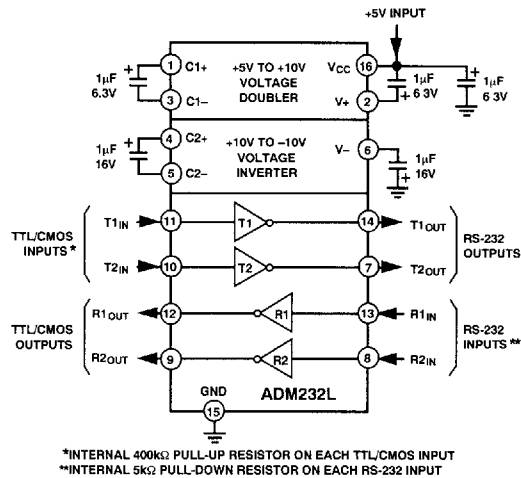 +5V INPUT
1 C1+ +5V TO +10V VOLTAGE DOUBLER VCC 16
+ 1μF 6.3V
3 C1– V+ 2
+ 1μF 6 3V
+ 1μF 6 3V
4 C2+ +10V TO –10V VOLTAGE INVERTER V– 6
+ 1μF 16V
5 C2–
1μF 16V +
TTL/CMOS INPUTS*
T1IN 11 T1 14 T1OUT
T2IN 10 T2 7 T2OUT
RS-232 OUTPUTS
TTL/CMOS OUTPUTS
R1OUT 12 R1 13 R1IN
R2OUT 9 R2 8 R2IN
RS-232 INPUTS**
GND
15
ADM232L
*INTERNAL 400kΩ PULL-UP RESISTOR ON EACH TTL/CMOS INPUT
**INTERNAL 5kΩ PULL-DOWN RESISTOR ON EACH RS-232 INPUT